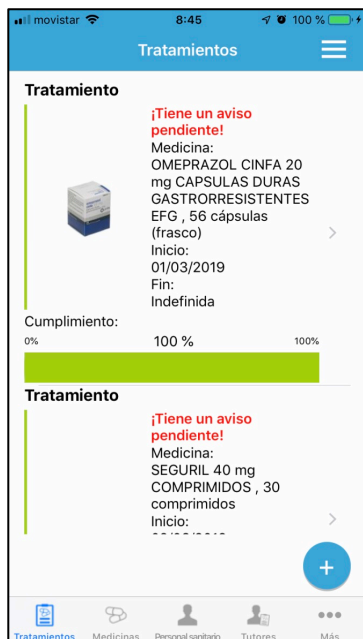 movistar 8:45 100 %
Tratamientos
Tratamiento
¡Tiene un aviso
pendiente!
Medicina:
OMEPRAZOL CINFA 20
mg CAPSULAS DURAS
GASTRORRESISTENTES
EFG , 56 cápsulas
(frasco)
Inicio:
01/03/2019
Fin:
Indefinida
Cumplimiento:
0% 100 % 100%
Tratamiento
¡Tiene un aviso
pendiente!
Medicina:
SEGURIL 40 mg
COMPRIMIDOS , 30
comprimidos
Inicio:
+
Tratamientos Medicinas Personal sanitario Tutores Más